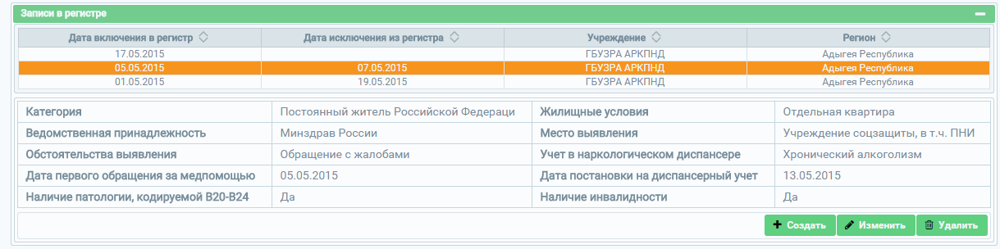 Записи в регистре
Дата включения в регистр Дата исключения из регистра Учреждение Регион
17.05.2015 ГБУЗРА АРКПНД Адыгея Республика
05.05.2015 07.05.2015 ГБУЗРА АРКПНД Адыгея Республика
01.05.2015 19.05.2015 ГБУЗРА АРКПНД Адыгея Республика
Категория Постоянный житель Российской Федераци Жилищные условия Отдельная квартира
Ведомственная принадлежность Минздрав России Место выявления Учреждение соцзащиты, в т.ч. ПНИ
Обстоятельства выявления Обращение с жалобами Учет в наркологическом диспансере Хронический алкоголизм
Дата первого обращения за медпомощью 05.05.2015 Дата постановки на диспансерный учет 13.05.2015
Наличие патологии, кодируемой B20-B24 Да Наличие инвалидности Да
Создать Изменить Удалить